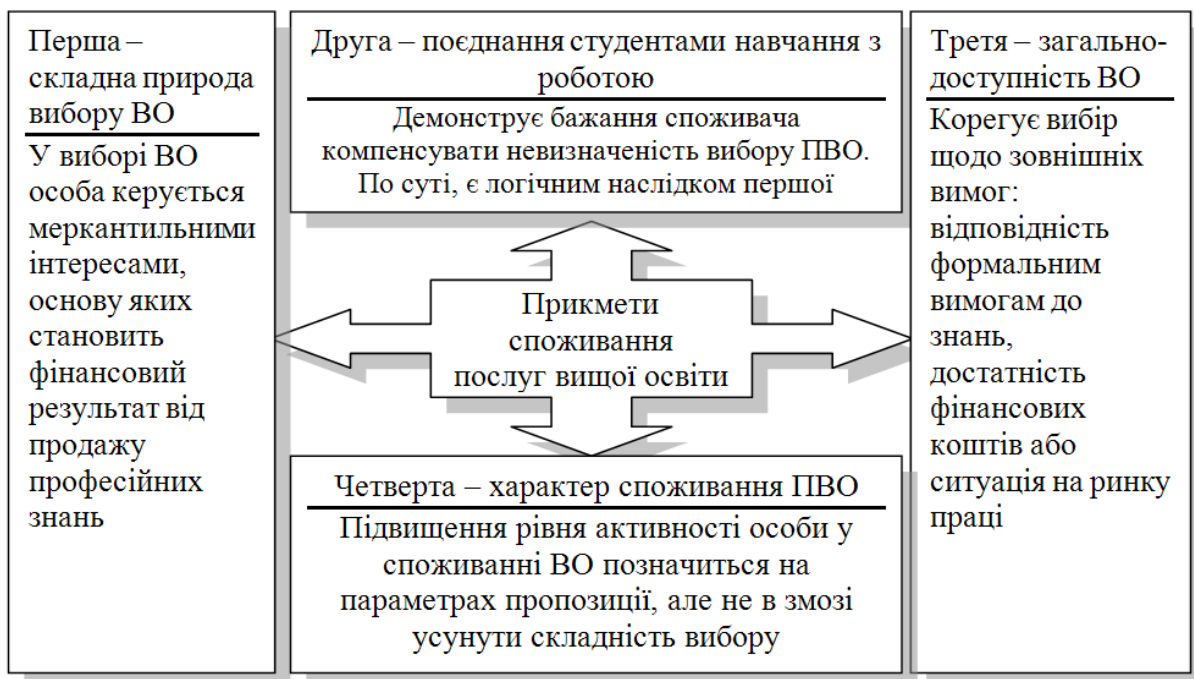 Перша –
складна природа
вибору ВО
У виборі ВО
особа керується
меркантильними
інтересами,
основу яких
становить
фінансовий
результат від
продажу
професійних
знань
Друга – поєднання студентами навчання з
роботою
Демонструє бажання споживача
компенсувати невизначеність вибору ПВО.
По суті, є логічним наслідком першої
Третя – загально-
доступність ВО
Корегує вибір
щодо зовнішніх
вимог:
відповідність
формальним
вимогам до
знань,
достатність
фінансових
коштів або
ситуація на ринку
праці
Прикмети
споживання
послуг вищої освіти
Четверта – характер споживання ПВО
Підвищення рівня активності особи у
споживанні ВО позначиться на
параметрах пропозиції, але не в змозі
усунути складність вибору